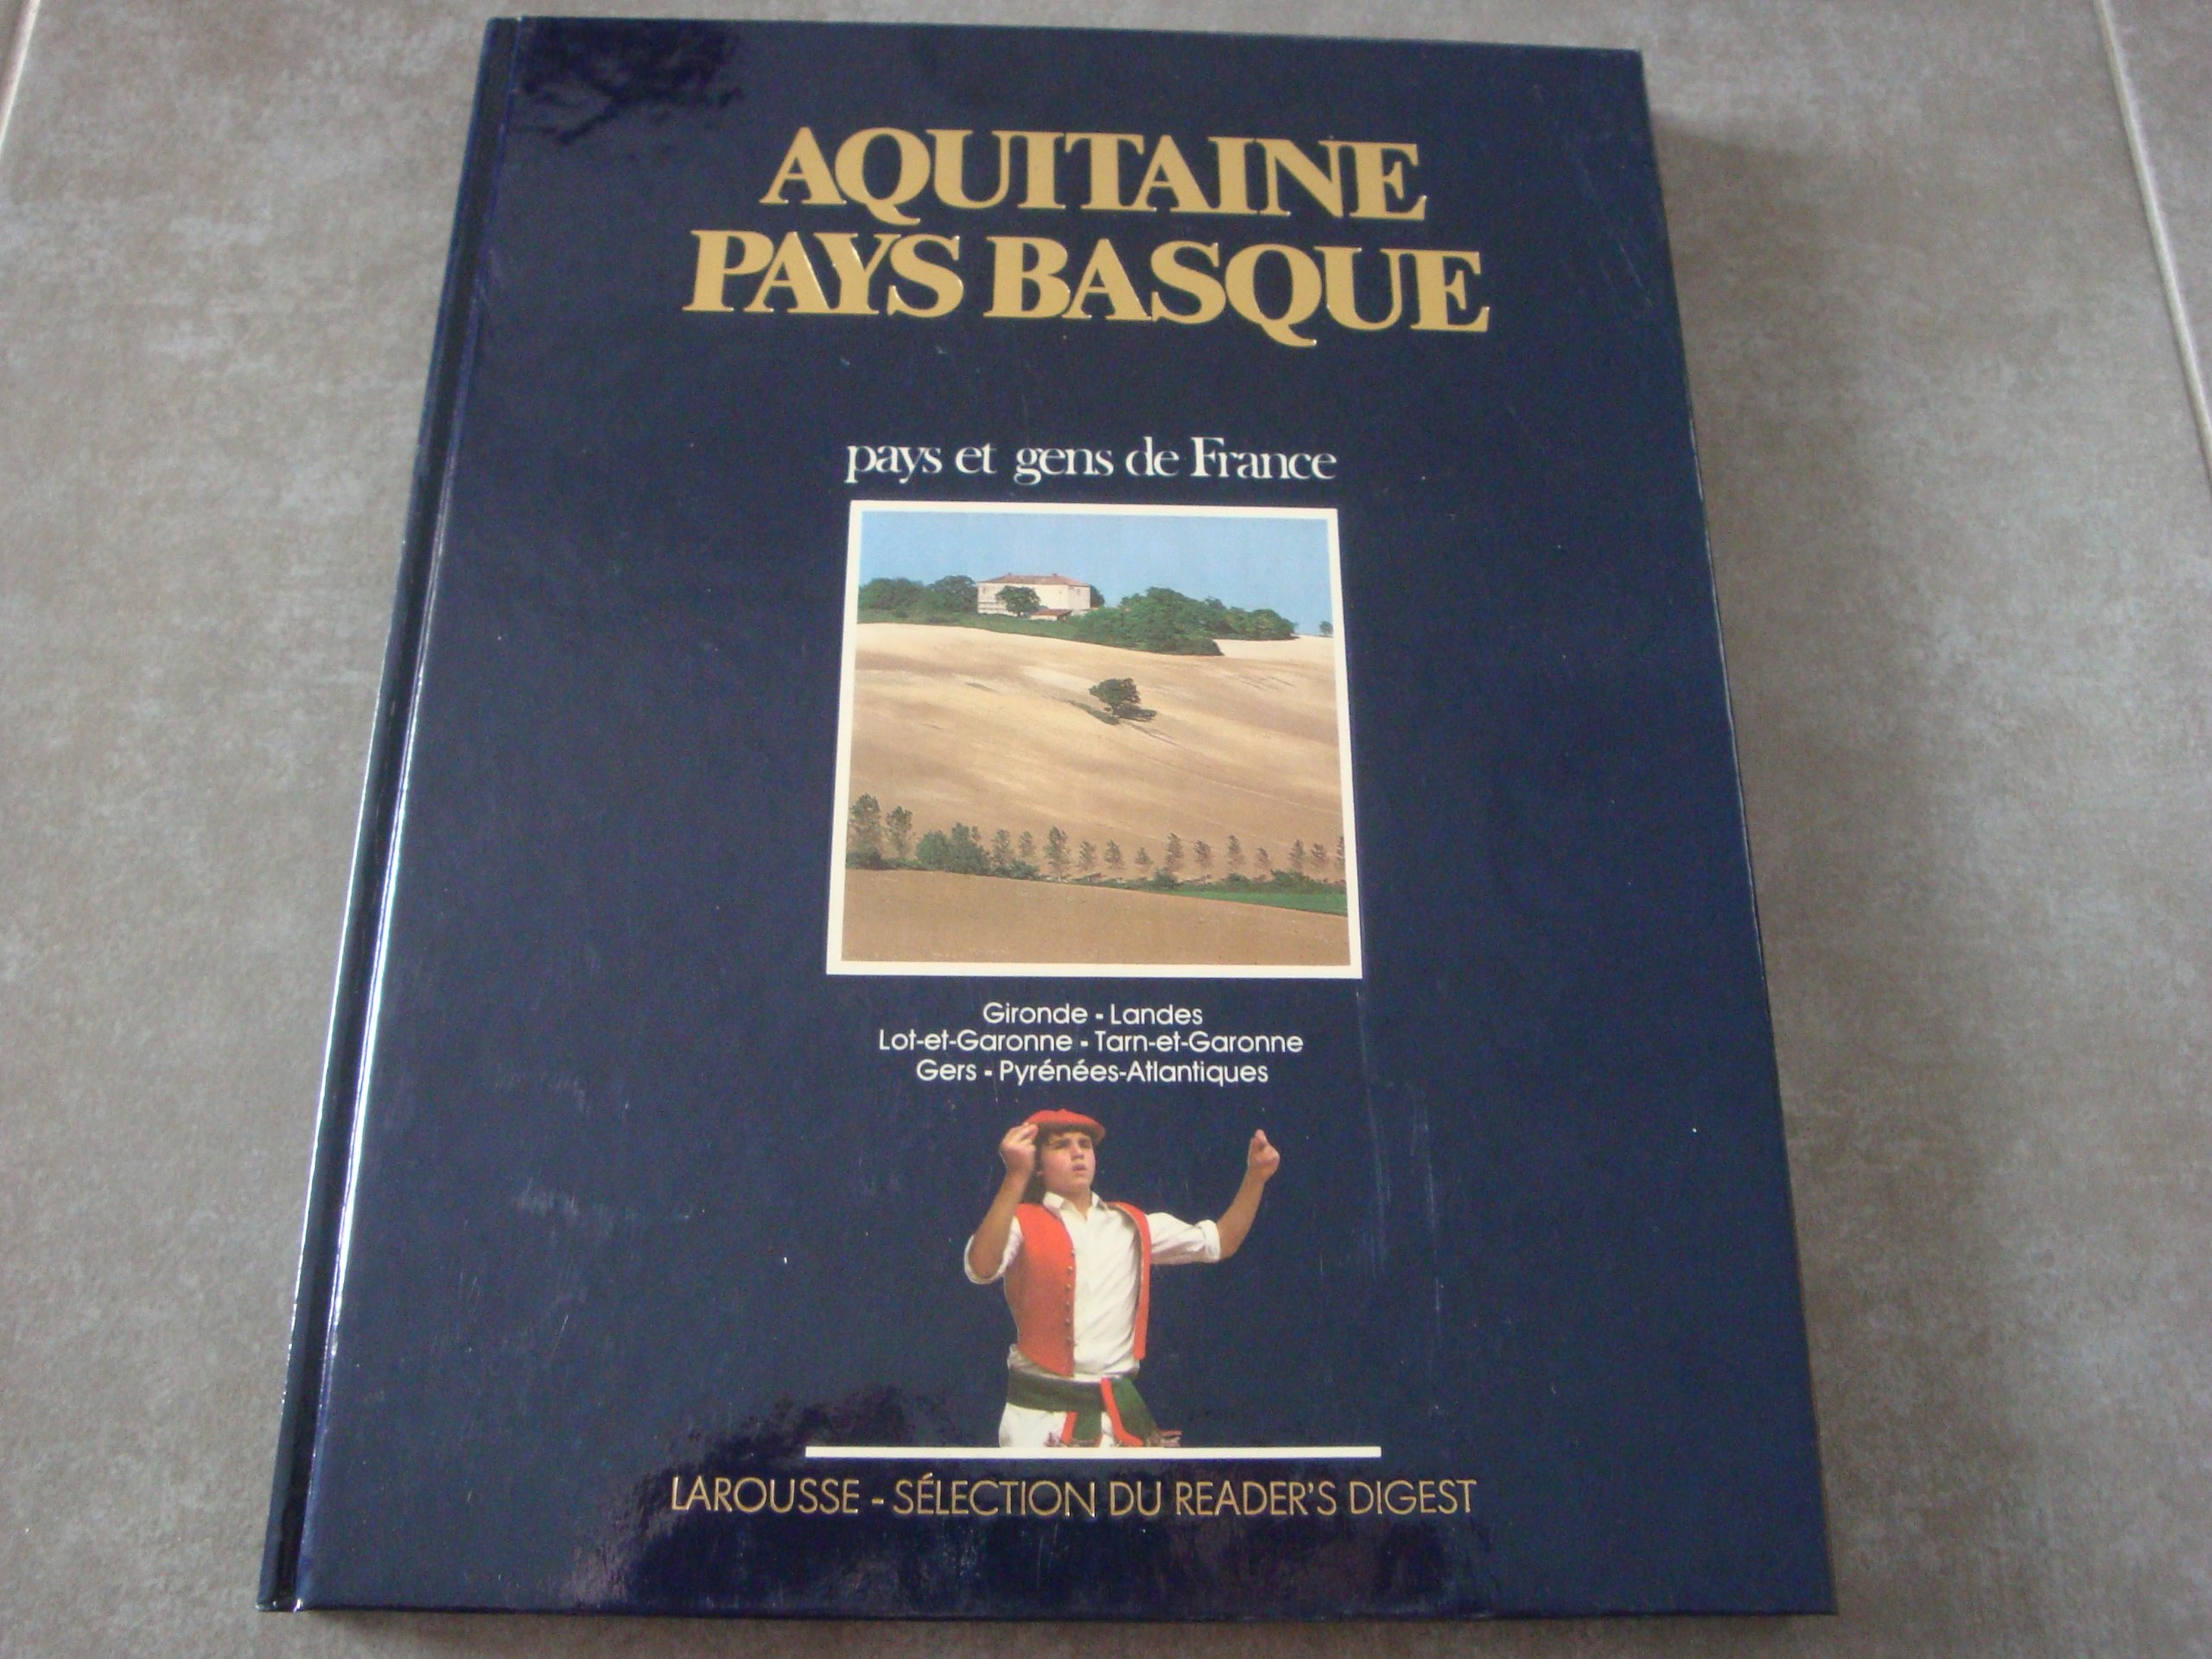 AQUITAINE
PAYS BASQUE
pays et gens de France
Gironde - Landes
Lot-et-Garonne - Tarn-et-Garonne
Gers - Pyrénées-Atlantiques
LAROUSSE - SÉLECTION DU READER'S DIGEST